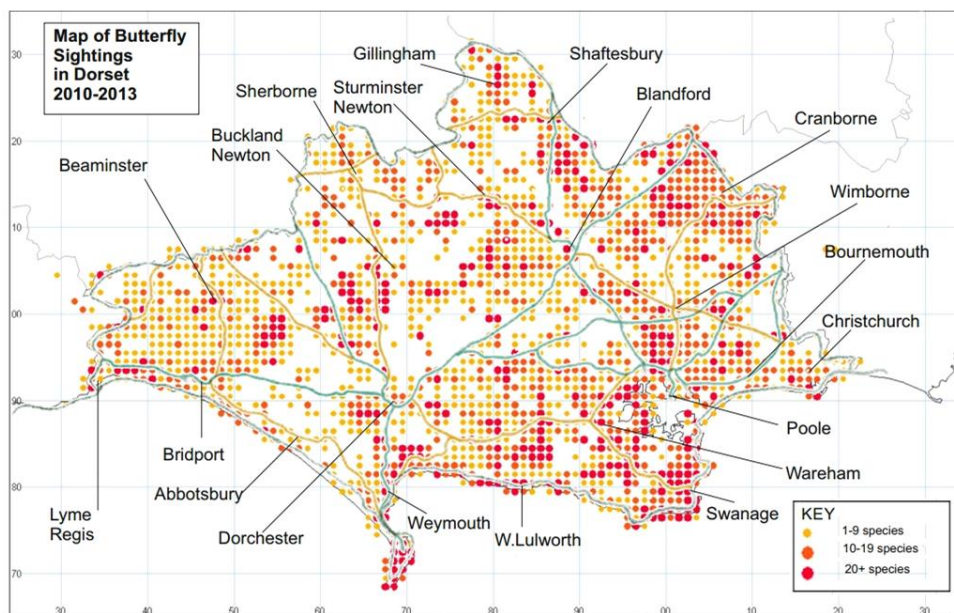 Map of Butterfly
Sightings
in Dorset
2010-2013
Gillingham
Shaftesbury
Sherborne
Sturminster
Newton
Blandford
Buckland
Newton
Cranborne
Beaminster
Wimborne
Bournemouth
Christchurch
Bridport
Poole
Abbotsbury
Wareham
Lyme
Regis
Dorchester
Weymouth
W.Lulworth
Swanage
KEY
1-9 species
10-19 species
20+ species
30
20
10
00
90
80
70
30
40
50
60
70
80
90
00
10
20
30